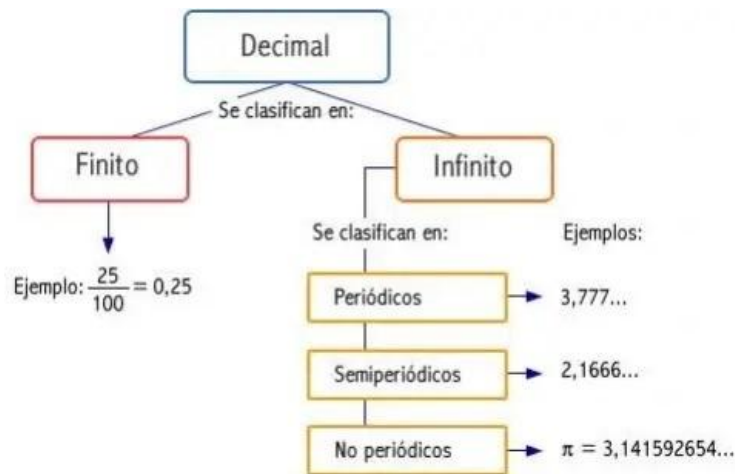 Decimal
Se clasifican en:
Finito
Infinito
Ejemplo: 25/100 = 0,25
Se clasifican en:
Ejemplos:
Periódicos
3,777...
Semiperiódicos
2,1666...
No periódicos
π = 3,141592654...